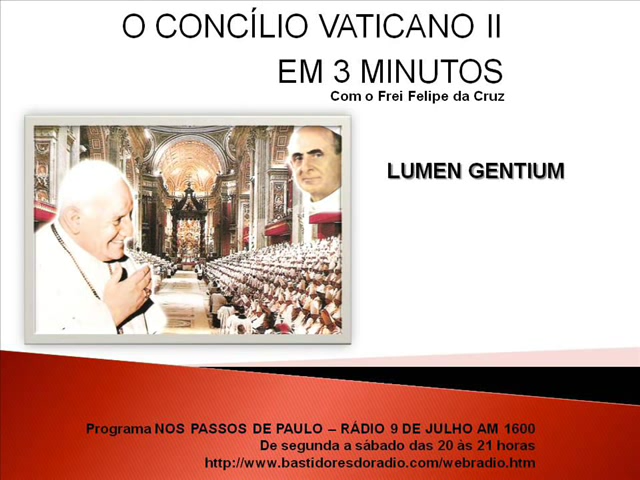 O CONCÍLIO VATICANO II
EM 3 MINUTOS
Com o Frei Felipe da Cruz
LUMEN GENTIUM
Programa NOS PASSOS DE PAULO – RÁDIO 9 DE JULHO AM 1600
De segunda a sábado das 20 às 21 horas
http://www.bastidoresdoradio.com/webradio.htm